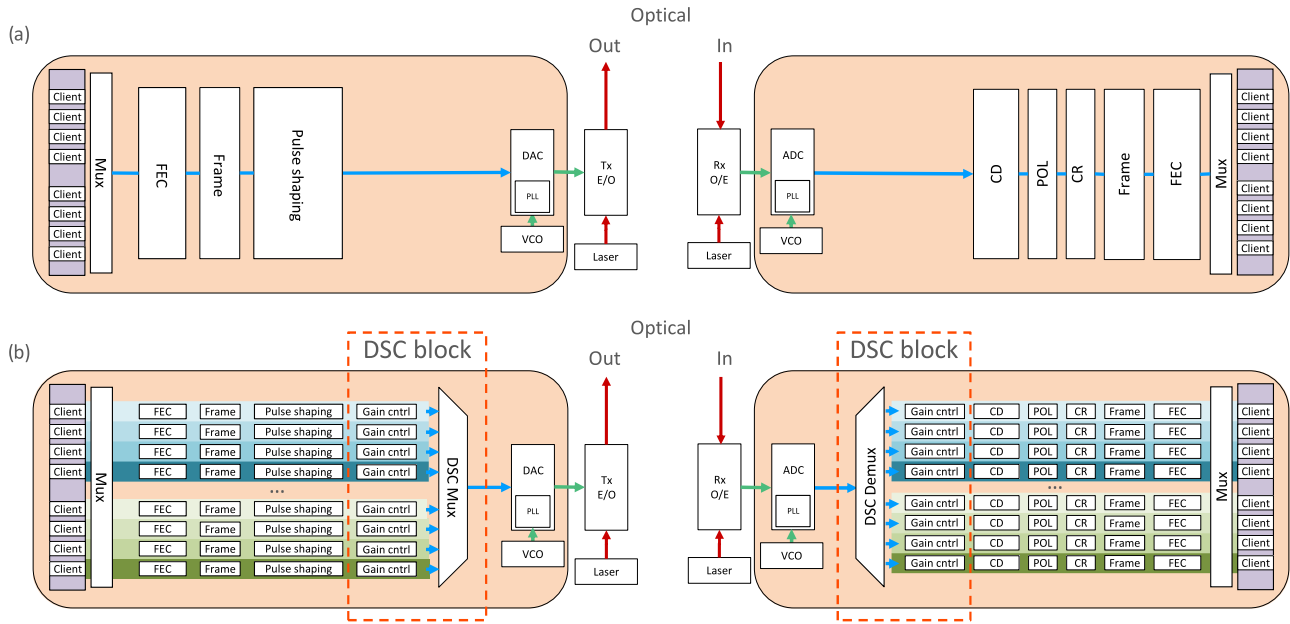 Optical
(a)
Out
In
Client
Client
Client
Client
Client
Client
Client
Client
Mux
FEC
Frame
Pulse shaping
DAC
PLL
VCO
Tx
E/O
Laser
Rx
O/E
Laser
ADC
PLL
VCO
CD
POL
CR
Frame
FEC
Mux
Client
Client
Client
Client
Client
Client
Client
Client
Optical
(b)
DSC block
Out
In
DSC block
Client
Client
Client
Client
Client
Client
Client
Client
Mux
FEC Frame Pulse shaping Gain cntrl
FEC Frame Pulse shaping Gain cntrl
FEC Frame Pulse shaping Gain cntrl
FEC Frame Pulse shaping Gain cntrl
...
FEC Frame Pulse shaping Gain cntrl
FEC Frame Pulse shaping Gain cntrl
FEC Frame Pulse shaping Gain cntrl
FEC Frame Pulse shaping Gain cntrl
DSC Mux
DAC
PLL
VCO
Tx
E/O
Laser
Rx
O/E
Laser
ADC
PLL
VCO
DSC Demux
Gain cntrl CD POL CR Frame FEC
Gain cntrl CD POL CR Frame FEC
Gain cntrl CD POL CR Frame FEC
Gain cntrl CD POL CR Frame FEC
...
Gain cntrl CD POL CR Frame FEC
Gain cntrl CD POL CR Frame FEC
Gain cntrl CD POL CR Frame FEC
Gain cntrl CD POL CR Frame FEC
Mux
Client
Client
Client
Client
Client
Client
Client
Client